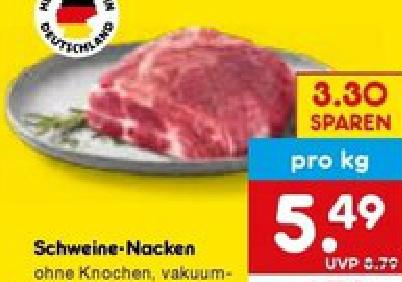 DEUTSCHLAND
3.30
SPAREN
pro kg
5.49
UVP 8.79
Schweine-Nacken
ohne Knochen, vakuum-